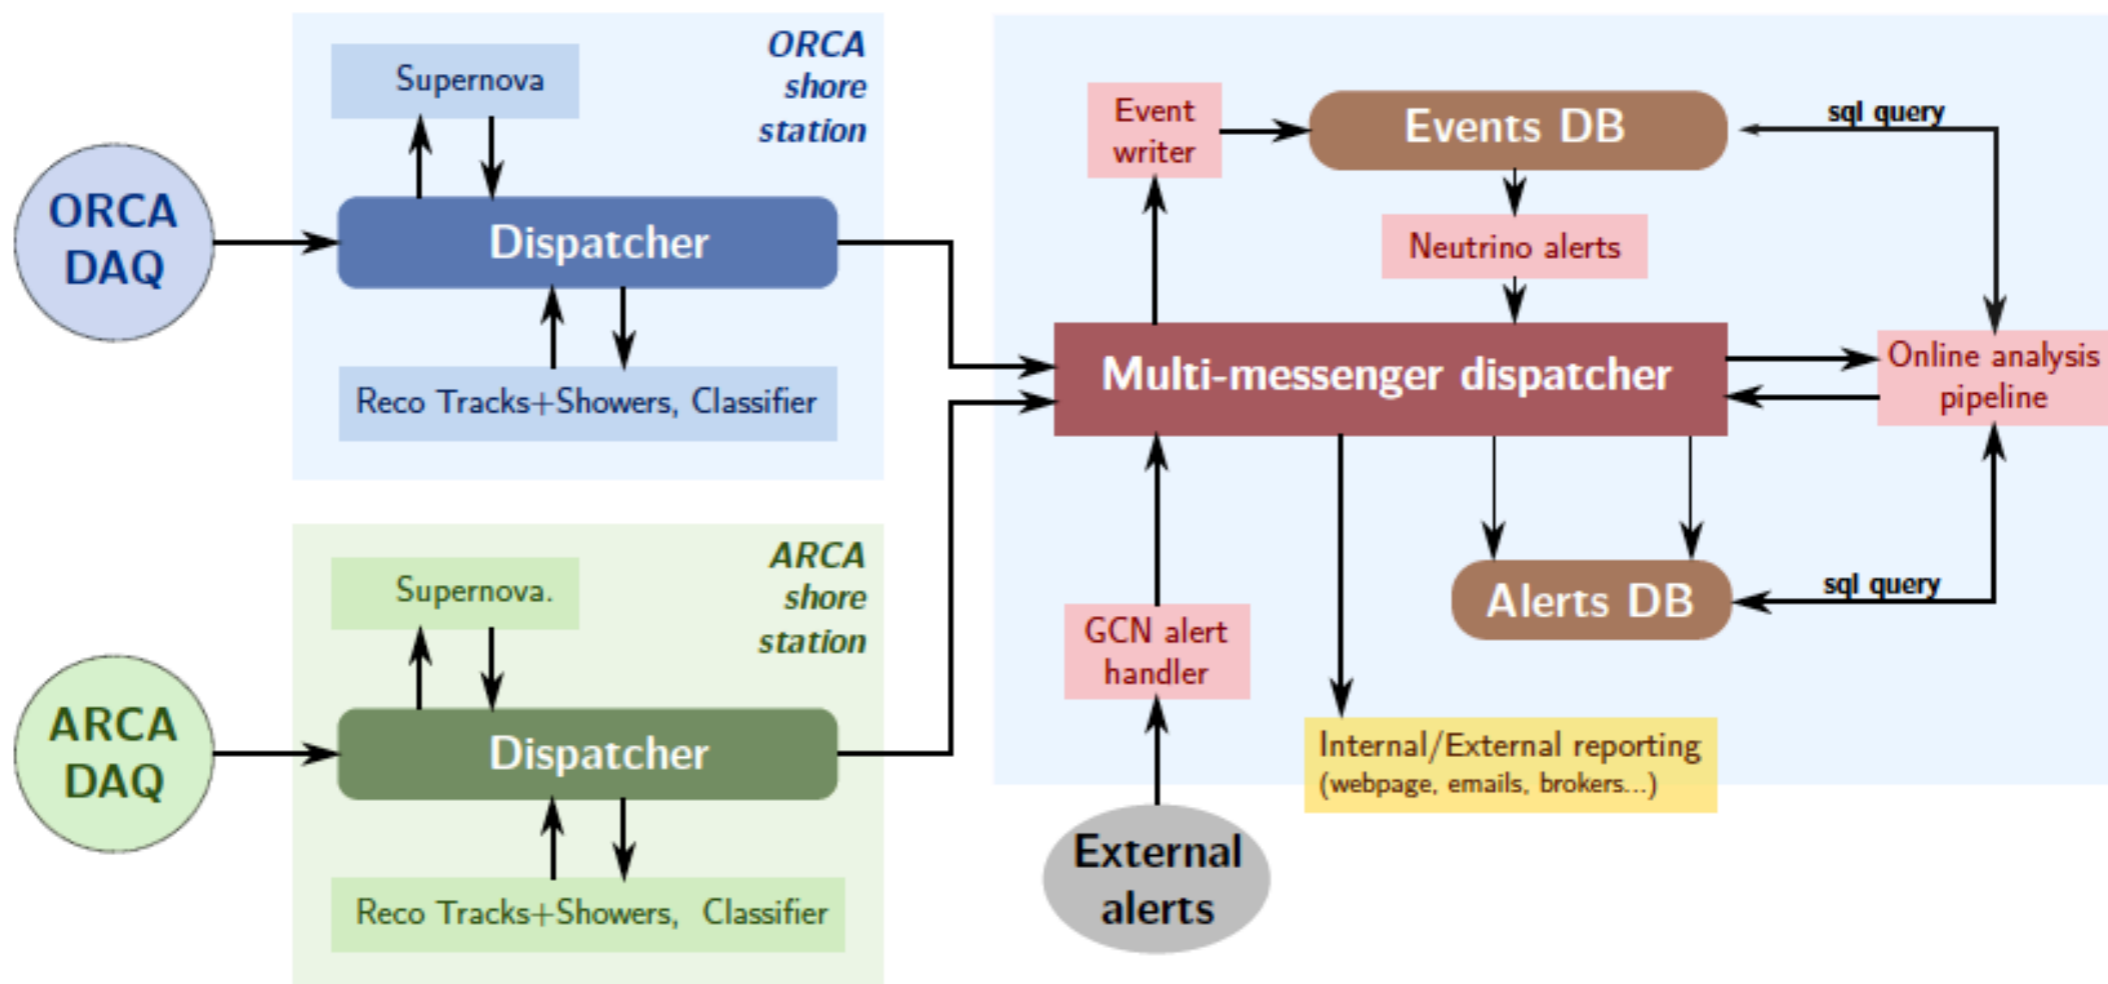 ORCA
DAQ
Supernova
ORCA
shore
station
Dispatcher
Reco Tracks+Showers, Classifier
ARCA
DAQ
Supernova.
ARCA
shore
station
Dispatcher
Reco Tracks+Showers, Classifier
Event
writer
Events DB
sql query
Neutrino alerts
Multi-messenger dispatcher
Online analysis
pipeline
GCN alert
handler
Alerts DB
sql query
Internal/External reporting
(webpage, emails, brokers...)
External
alerts